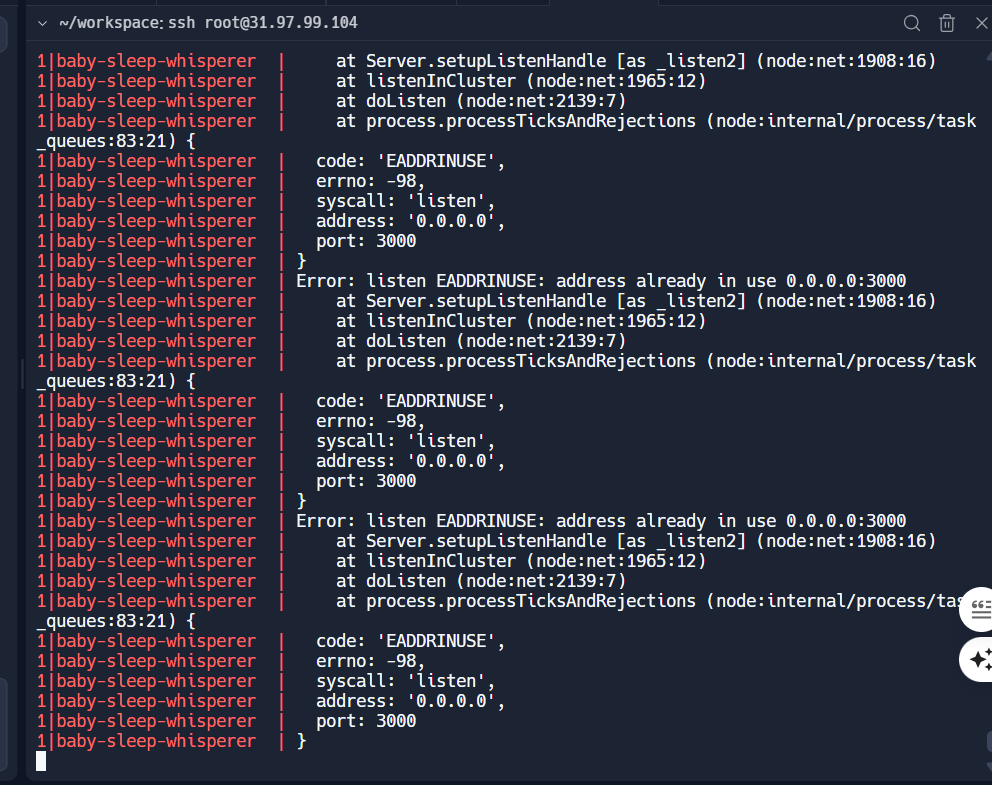 ~/workspace: ssh root@31.97.99.104
1|baby-sleep-whisperer  |     at Server.setupListenHandle [as _listen2] (node:net:1908:16)
1|baby-sleep-whisperer  |     at listenInCluster (node:net:1965:12)
1|baby-sleep-whisperer  |     at doListen (node:net:2139:7)
1|baby-sleep-whisperer  |     at process.processTicksAndRejections (node:internal/process/task
_queues:83:21) {
1|baby-sleep-whisperer  |   code: 'EADDRINUSE',
1|baby-sleep-whisperer  |   errno: -98,
1|baby-sleep-whisperer  |   syscall: 'listen',
1|baby-sleep-whisperer  |   address: '0.0.0.0',
1|baby-sleep-whisperer  |   port: 3000
1|baby-sleep-whisperer  | }
1|baby-sleep-whisperer  | Error: listen EADDRINUSE: address already in use 0.0.0.0:3000
1|baby-sleep-whisperer  |     at Server.setupListenHandle [as _listen2] (node:net:1908:16)
1|baby-sleep-whisperer  |     at listenInCluster (node:net:1965:12)
1|baby-sleep-whisperer  |     at doListen (node:net:2139:7)
1|baby-sleep-whisperer  |     at process.processTicksAndRejections (node:internal/process/task
_queues:83:21) {
1|baby-sleep-whisperer  |   code: 'EADDRINUSE',
1|baby-sleep-whisperer  |   errno: -98,
1|baby-sleep-whisperer  |   syscall: 'listen',
1|baby-sleep-whisperer  |   address: '0.0.0.0',
1|baby-sleep-whisperer  |   port: 3000
1|baby-sleep-whisperer  | }
1|baby-sleep-whisperer  | Error: listen EADDRINUSE: address already in use 0.0.0.0:3000
1|baby-sleep-whisperer  |     at Server.setupListenHandle [as _listen2] (node:net:1908:16)
1|baby-sleep-whisperer  |     at listenInCluster (node:net:1965:12)
1|baby-sleep-whisperer  |     at doListen (node:net:2139:7)
1|baby-sleep-whisperer  |     at process.processTicksAndRejections (node:internal/process/tas
_queues:83:21) {
1|baby-sleep-whisperer  |   code: 'EADDRINUSE',
1|baby-sleep-whisperer  |   errno: -98,
1|baby-sleep-whisperer  |   syscall: 'listen',
1|baby-sleep-whisperer  |   address: '0.0.0.0',
1|baby-sleep-whisperer  |   port: 3000
1|baby-sleep-whisperer  | }